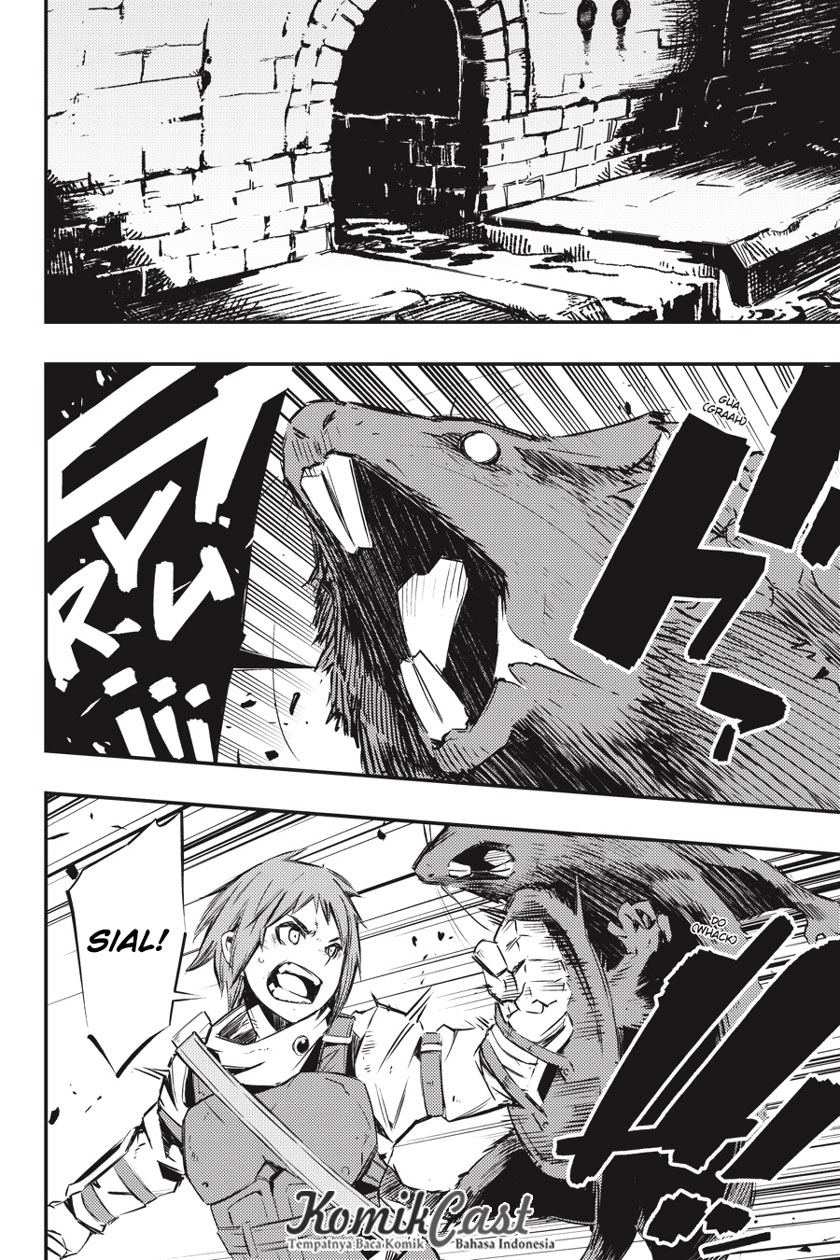 GUA
(GRAAH)
RYU
!!!
DO
(WHACK)
SIAL!
KomikCast
Tempatnya Baca Komik Bahasa Indonesia